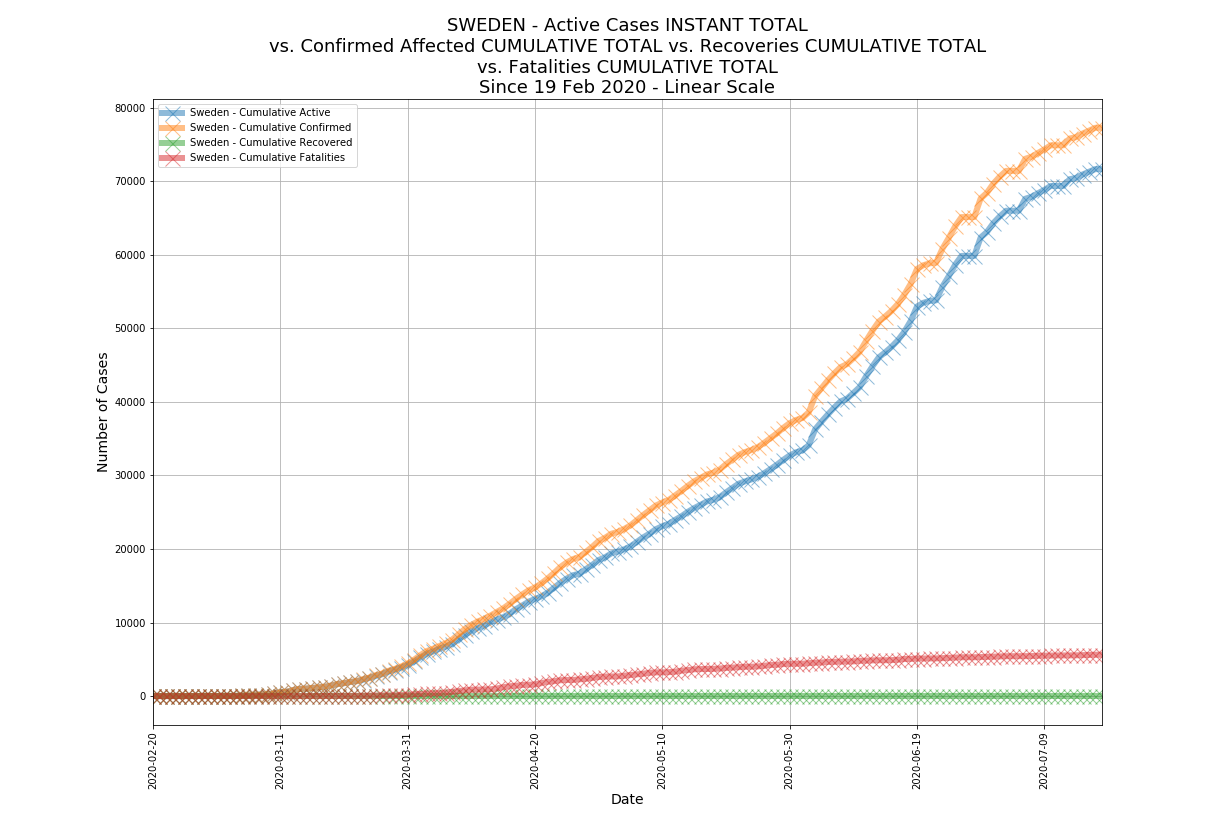 SWEDEN - Active Cases INSTANT TOTAL
vs. Confirmed Affected CUMULATIVE TOTAL vs. Recoveries CUMULATIVE TOTAL
vs. Fatalities CUMULATIVE TOTAL
Since 19 Feb 2020 - Linear Scale
Sweden - Cumulative Active
Sweden - Cumulative Confirmed
Sweden - Cumulative Recovered
Sweden - Cumulative Fatalities
Number of Cases
80000
70000
60000
50000
40000
30000
20000
10000
0
2020-02-20
2020-03-11
2020-03-31
2020-04-20
2020-05-10
2020-05-30
2020-06-19
2020-07-09
Date